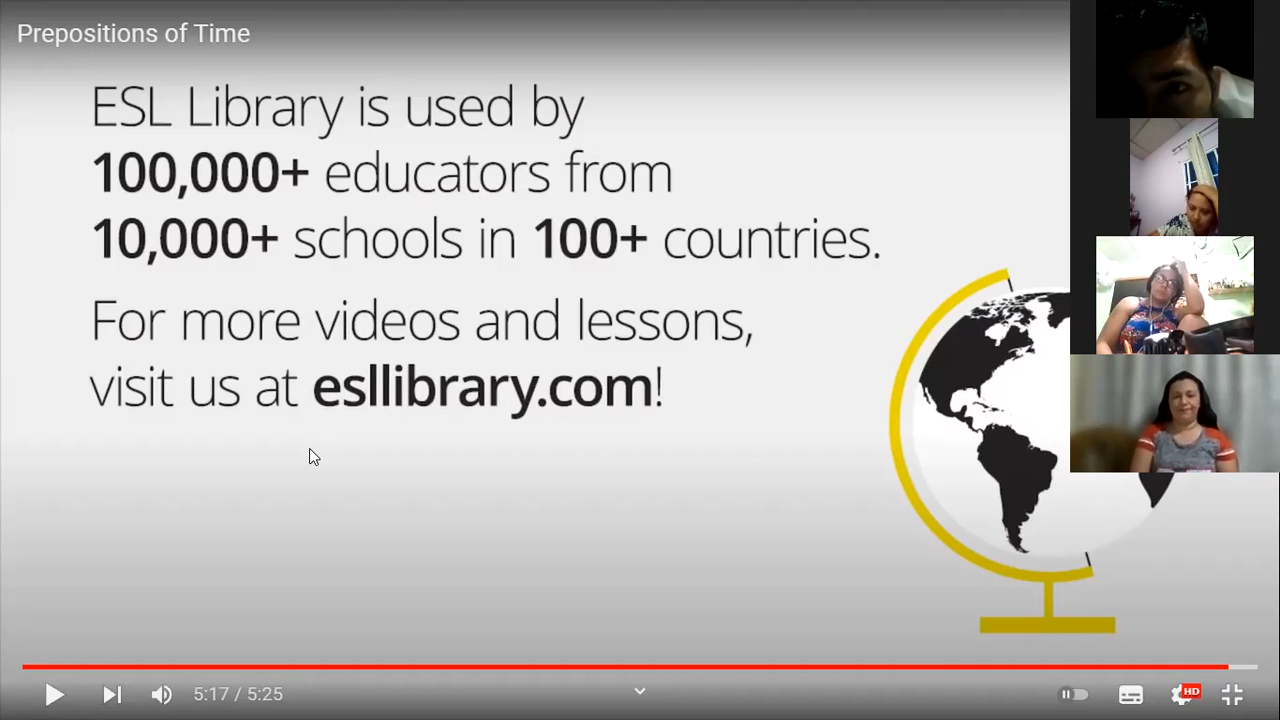 Prepositions of Time
ESL Library is used by
100,000+ educators from
10,000+ schools in 100+ countries.
For more videos and lessons,
visit us at esllibrary.com!
5:17 / 5:25
HD